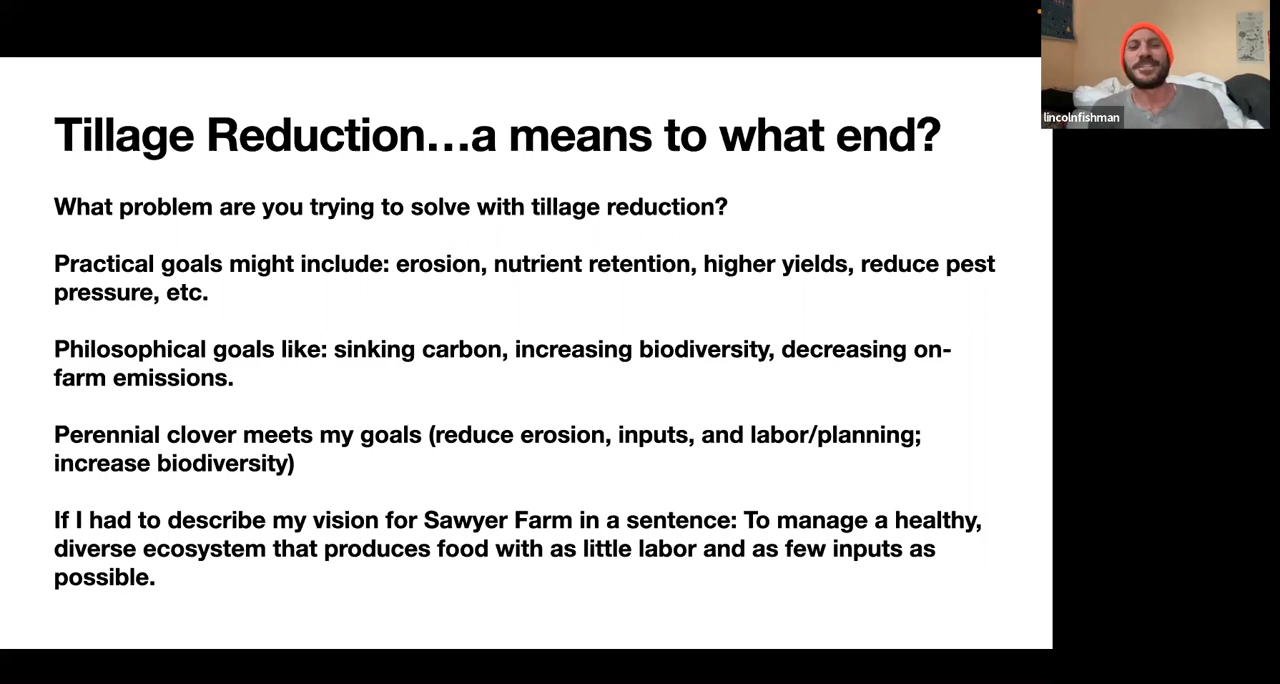 Tillage Reduction…a means to what end?
What problem are you trying to solve with tillage reduction?
Practical goals might include: erosion, nutrient retention, higher yields, reduce pest
pressure, etc.
Philosophical goals like: sinking carbon, increasing biodiversity, decreasing on-
farm emissions.
Perennial clover meets my goals (reduce erosion, inputs, and labor/planning;
increase biodiversity)
If I had to describe my vision for Sawyer Farm in a sentence: To manage a healthy,
diverse ecosystem that produces food with as little labor and as few inputs as
possible.
lincolnfishman